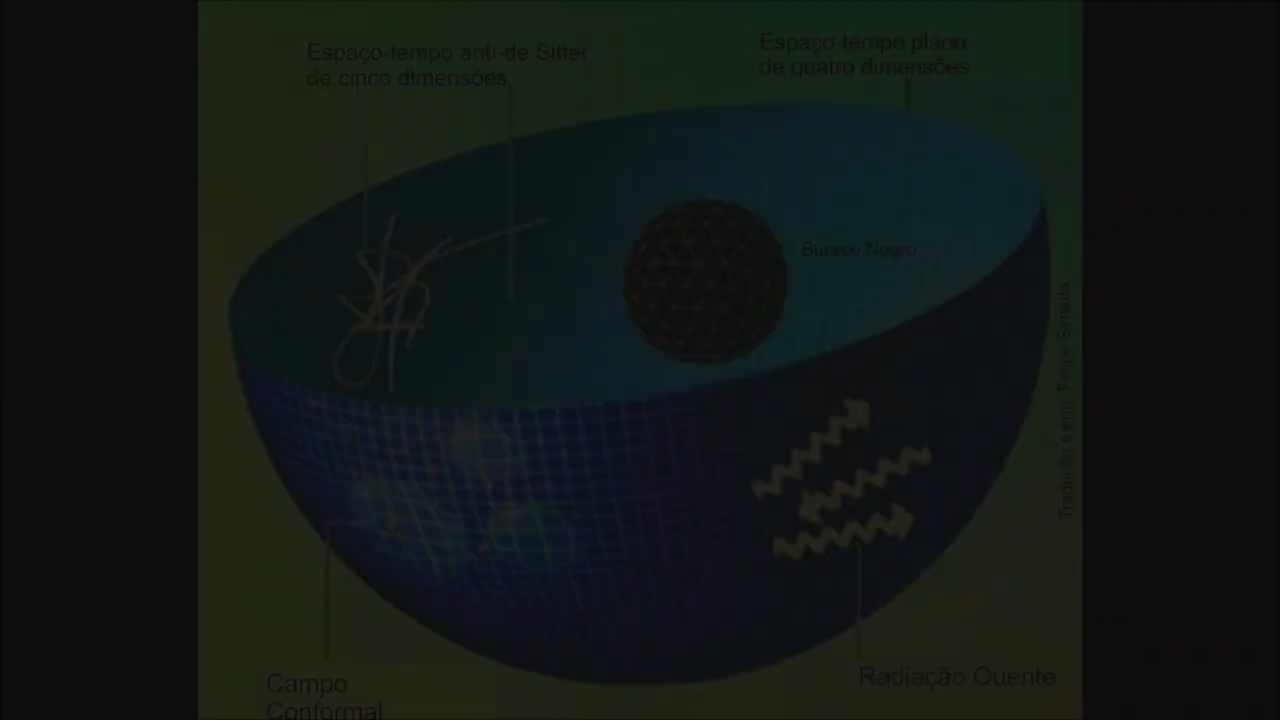 Espaço-tempo anti-de Sitter
de cinco dimensões
Espaço-tempo plano
de quatro dimensões
Buraco Negro
Campo
Conformal
Radiação Quente